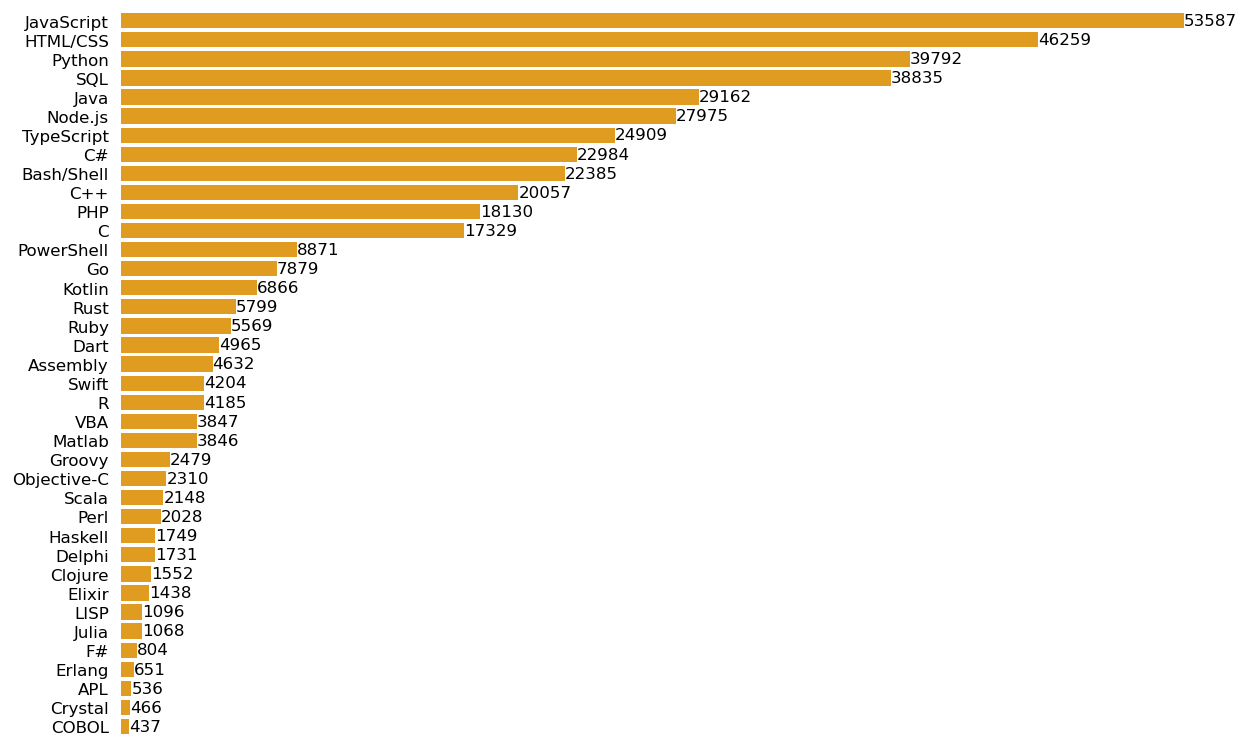 JavaScript 53587
HTML/CSS 46259
Python 39792
SQL 38835
Java 29162
Node.js 27975
TypeScript 24909
C# 22984
Bash/Shell 22385
C++ 20057
PHP 18130
C 17329
PowerShell 8871
Go 7879
Kotlin 6866
Rust 5799
Ruby 5569
Dart 4965
Assembly 4632
Swift 4204
R 4185
VBA 3847
Matlab 3846
Groovy 2479
Objective-C 2310
Scala 2148
Perl 2028
Haskell 1749
Delphi 1731
Clojure 1552
Elixir 1438
LISP 1096
Julia 1068
F# 804
Erlang 651
APL 536
Crystal 466
COBOL 437